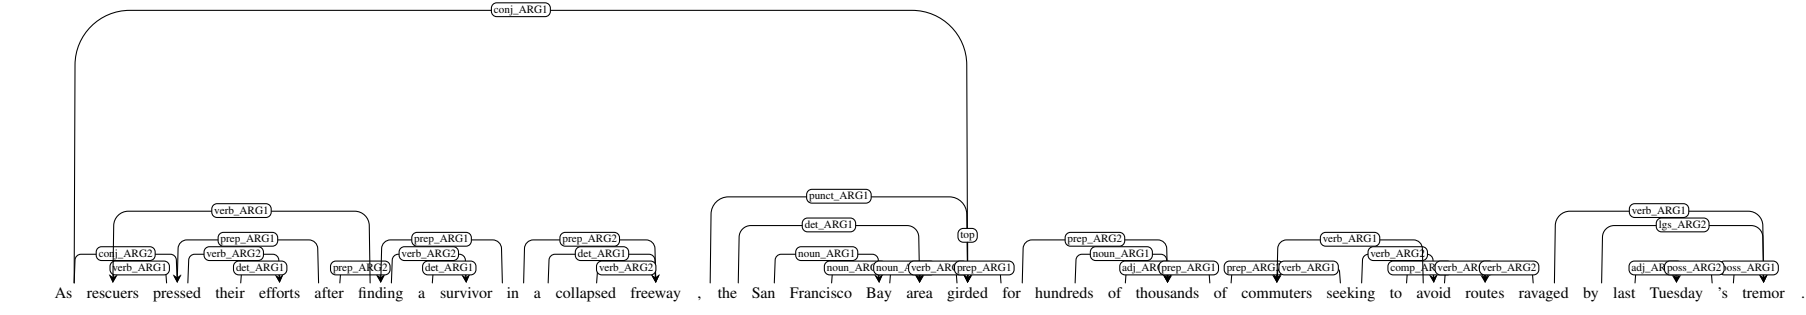 conj_ARG1
punct_ARG1
verb_ARG1 verb_ARG1
det_ARG1 lgs_ARG2
top
prep_ARG1 prep_ARG1 prep_ARG2 prep_ARG2 verb_ARG1
conj_ARG2 verb_ARG2 verb_ARG2 det_ARG1 noun_ARG1 noun_ARG1 verb_ARG2
verb_ARG1 det_ARG1 prep_ARG2 det_ARG1 verb_ARG2 prep_ARG1 prep_ARG1 verb_ARG1 verb_ARG2 poss_ARG2
As rescuers pressed their efforts after finding a survivor in a collapsed freeway , the San Francisco Bay area girded for hundreds of thousands of commuters seeking to avoid routes ravaged by last Tuesday 's tremor .